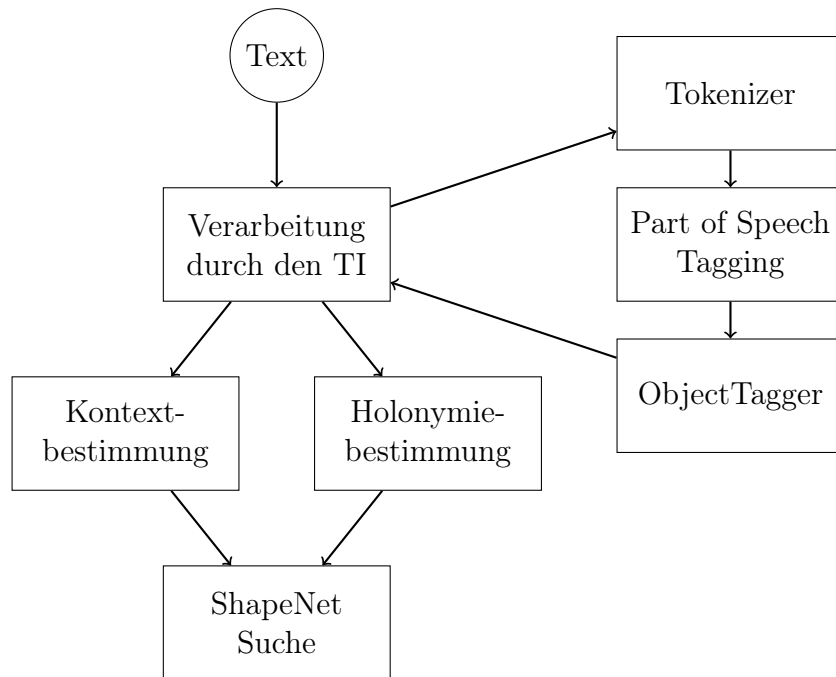 Text
Tokenizer
Verarbeitung
durch den TI
Part of Speech
Tagging
ObjectTagger
Kontext-
bestimmung
Holonymie-
bestimmung
ShapeNet
Suche